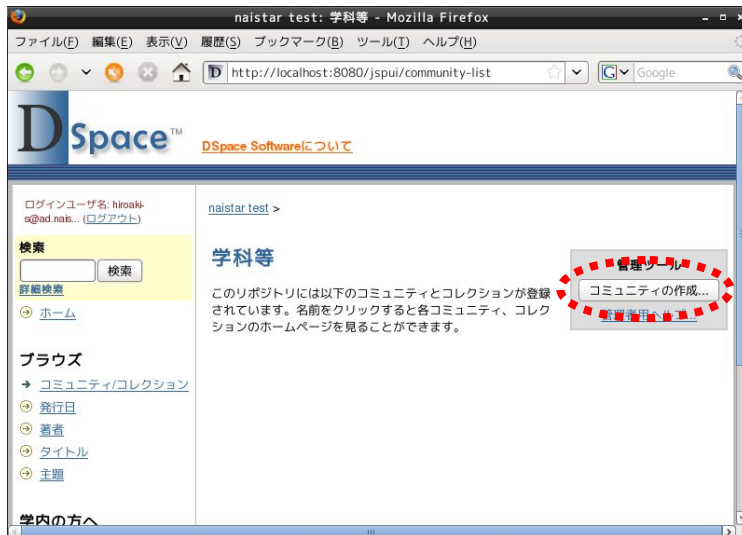 naistar test: 学科等 - Mozilla Firefox
ファイル(F) 編集(E) 表示(V) 履歴(S) ブックマーク(B) ツール(T) ヘルプ(H)
http://localhost:8080/jspui/community-list
Google
DSpace™
DSpace Softwareについて
ログインユーザ名: hiroaki-
s@ad.nais... (ログアウト)
検索
検索
詳細検索
ホーム
ブラウズ
コミュニティ/コレクション
発行日
著者
タイトル
主題
学内の方へ
naistar test >
学科等
このリポジトリには以下のコミュニティとコレクションが登録
されています。名前をクリックすると各コミュニティ、コレク
ションのホームページを見ることができます。
管理ツール
コミュニティの作成...
管理者用ヘルプ...